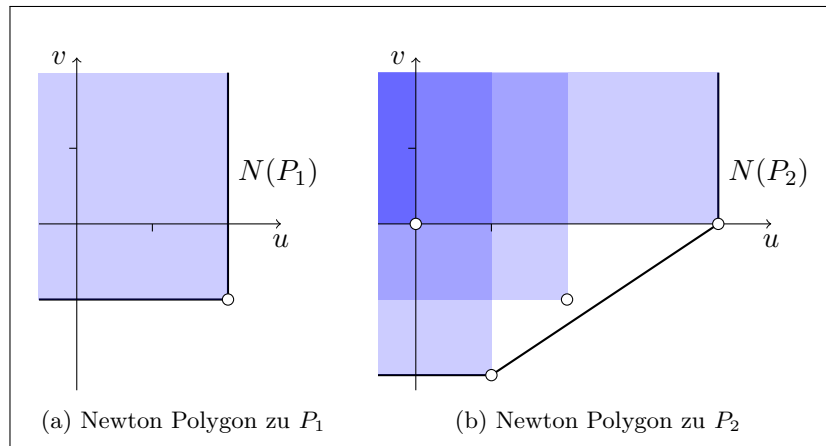 v
v
N(P₁)
N(P₂)
u
u
(a) Newton Polygon zu P₁
(b) Newton Polygon zu P₂